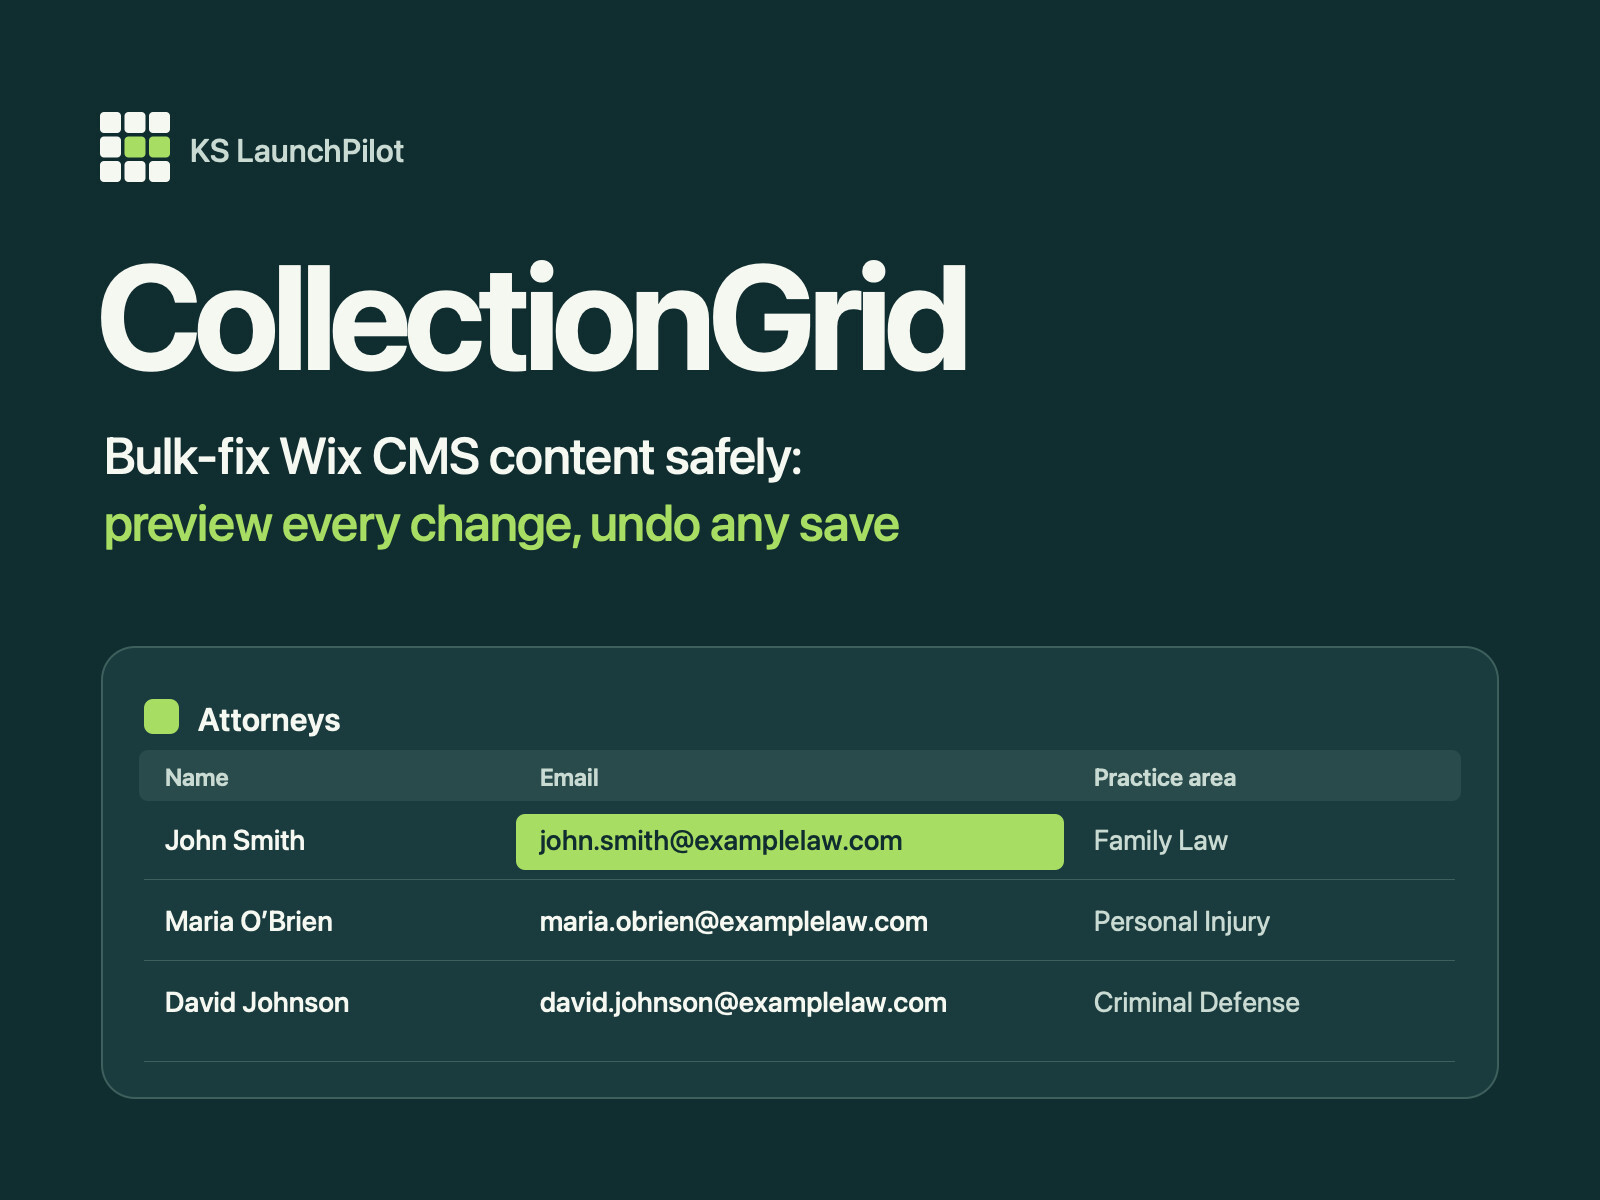 KS LaunchPilot
CollectionGrid
Bulk-fix Wix CMS content safely:
preview every change, undo any save
Attorneys
Name Email Practice area
John Smith john.smith@examplelaw.com Family Law
Maria O’Brien maria.obrien@examplelaw.com Personal Injury
David Johnson david.johnson@examplelaw.com Criminal Defense